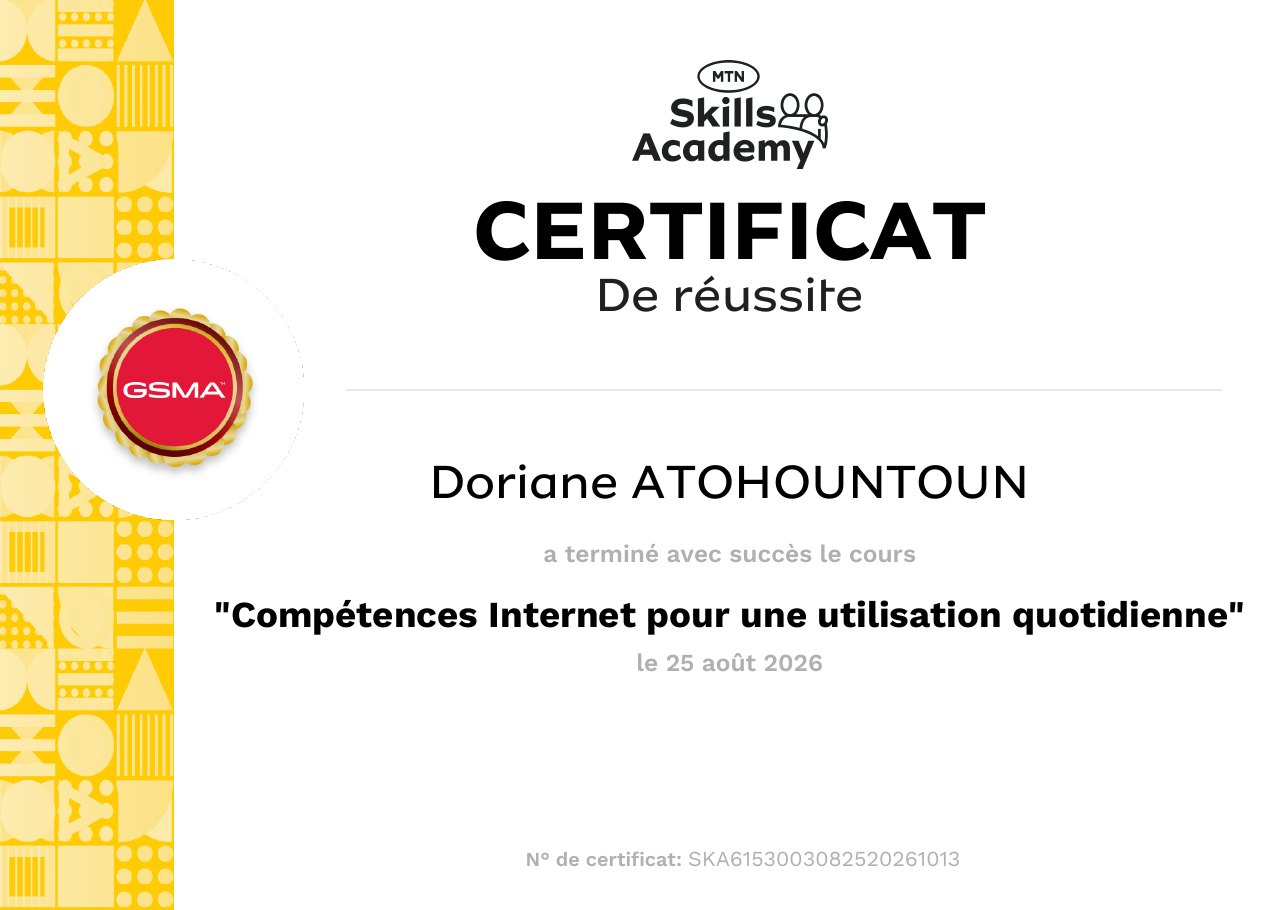 MTN
Skills
Academy
CERTIFICAT
De réussite
GSMA™
Doriane ATOHOUNTOUN
a terminé avec succès le cours
"Compétences Internet pour une utilisation quotidienne"
le 25 août 2026
N° de certificat: SKA6153003082520261013